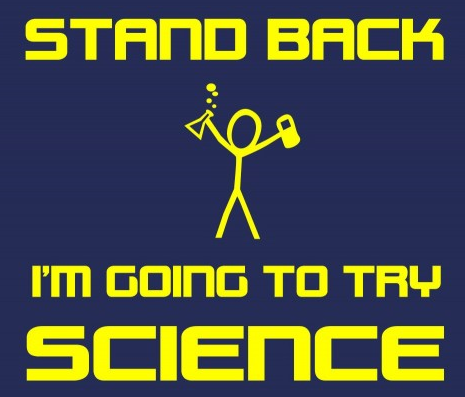 STAND BACK
I'M GOING TO TRY
SCIENCE